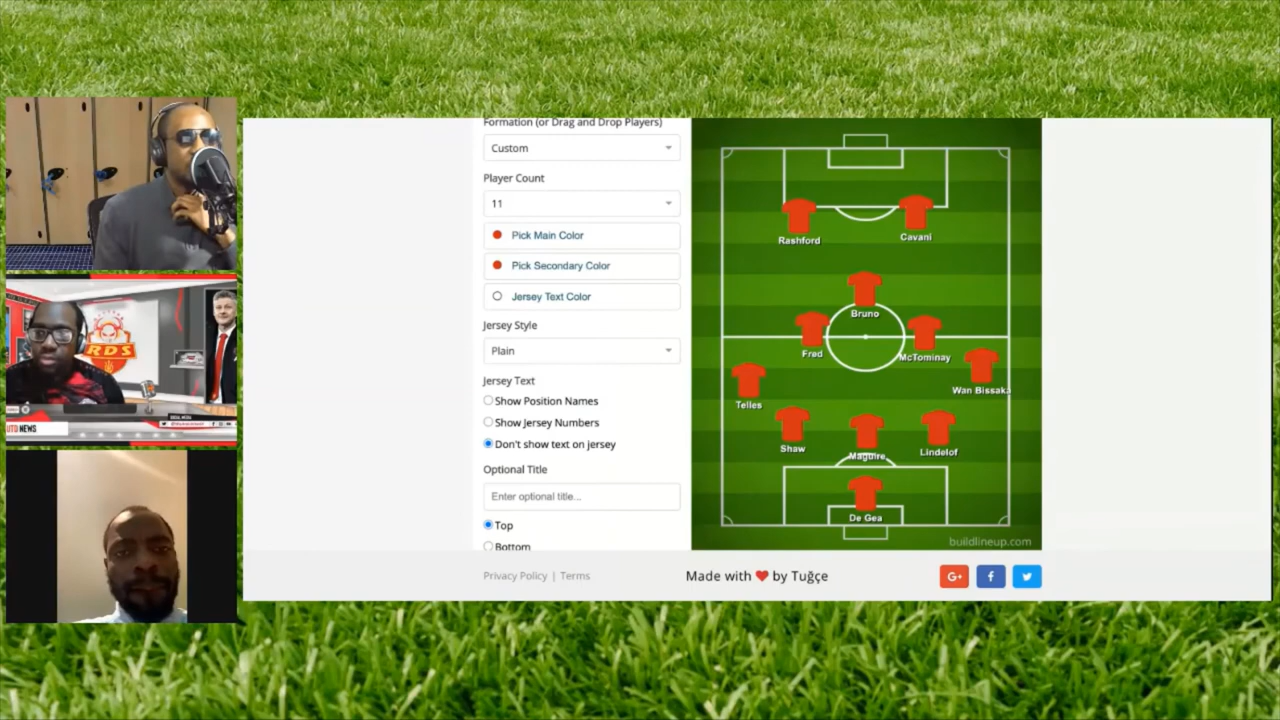 Formation (or Drag and Drop Players)
Custom
Player Count
11
Pick Main Color
Pick Secondary Color
Jersey Text Color
Jersey Style
Plain
Jersey Text
Show Position Names
Show Jersey Numbers
Don't show text on jersey
Optional Title
Enter optional title...
Top
Bottom
Rashford
Cavani
Bruno
Fred
McTominay
Wan Bissaka
Telles
Shaw
Maguire
Lindelof
De Gea
buildlineup.com
Privacy Policy | Terms
Made with ❤ by Tuğçe
G+
f
RDS
NEWS